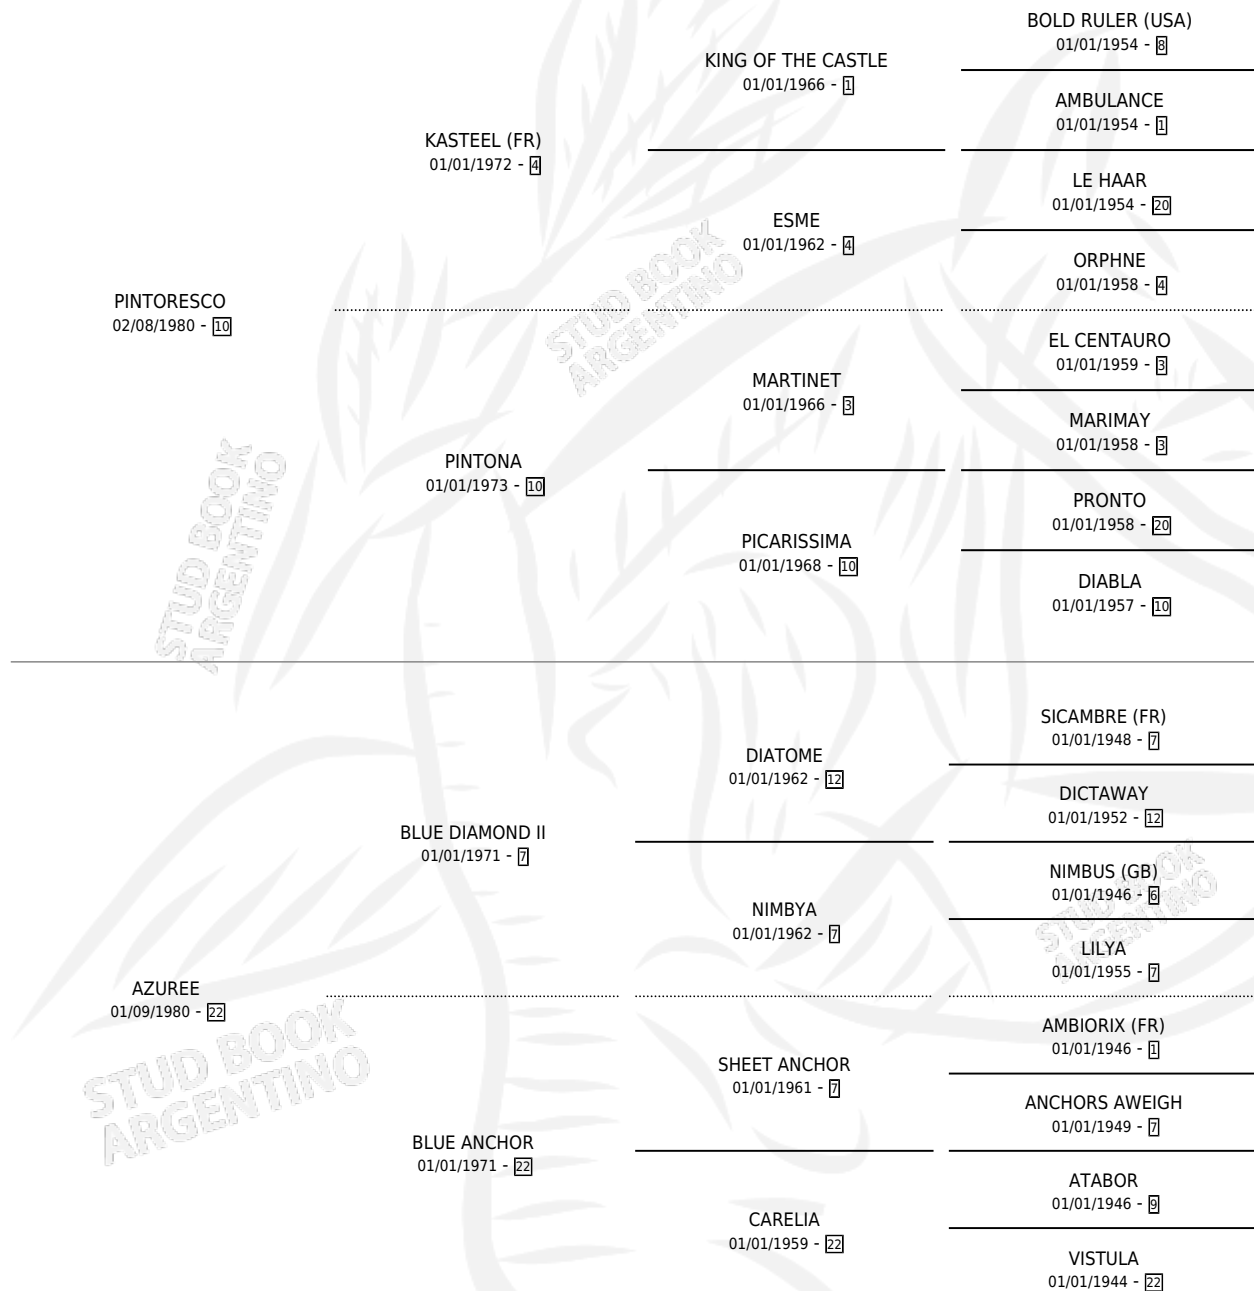 BOLD RULER (USA)
01/01/1954 - 8
KING OF THE CASTLE
01/01/1966 - 1
AMBULANCE
01/01/1954 - 1
KASTEEL (FR)
01/01/1972 - 4
LE HAAR
01/01/1954 - 20
ESME
01/01/1962 - 4
ORPHNE
01/01/1958 - 4
PINTORESCO
02/08/1980 - 10
EL CENTAURO
01/01/1959 - 3
MARTINET
01/01/1966 - 3
MARIMAY
01/01/1958 - 3
PINTONA
01/01/1973 - 10
PRONTO
01/01/1958 - 20
PICARISSIMA
01/01/1968 - 10
DIABLA
01/01/1957 - 10
SICAMBRE (FR)
01/01/1948 - 7
DIATOME
01/01/1962 - 12
DICTAWAY
01/01/1952 - 12
BLUE DIAMOND II
01/01/1971 - 7
NIMBUS (GB)
01/01/1946 - 6
NIMBYA
01/01/1962 - 7
LILYA
01/01/1955 - 7
AZUREE
01/09/1980 - 22
AMBIORIX (FR)
01/01/1946 - 1
SHEET ANCHOR
01/01/1961 - 7
ANCHORS AWEIGH
01/01/1949 - 7
BLUE ANCHOR
01/01/1971 - 22
ATABOR
01/01/1946 - 9
CARELIA
01/01/1959 - 22
VISTULA
01/01/1944 - 22
STUD BOOK
ARGENTINO
STUD BOOK
ARGENTINO
STUD BOOK
ARGENTINO
STUD BOOK
ARGENTINO